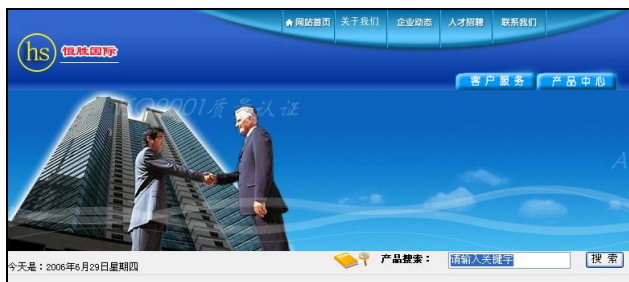 网站首页 关于我们 企业动态 人才招聘 联系我们
hs 恒胜国际
客户服务 产品中心
ISO9001质量认证
A
今天是：2006年6月29日星期四 产品搜索： 请输入关键字 搜 索